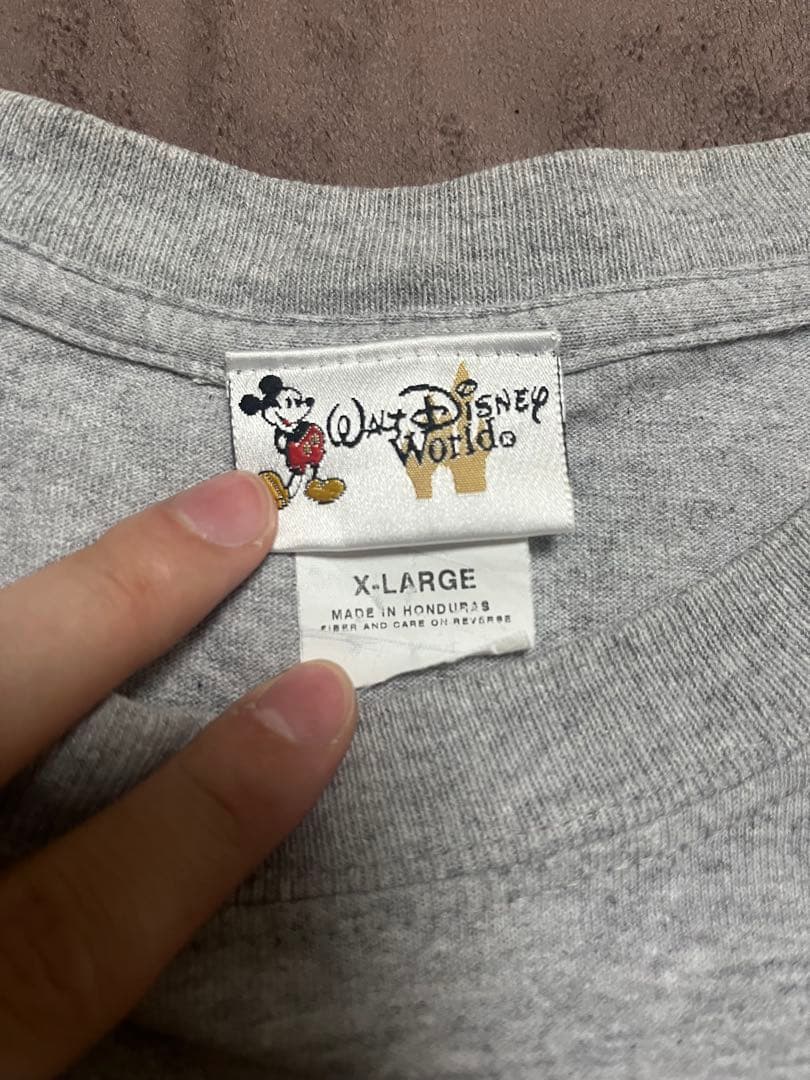 WALT DISNEY
World®
X-LARGE
MADE IN HONDURAS
FIBER AND CARE ON REVERSE